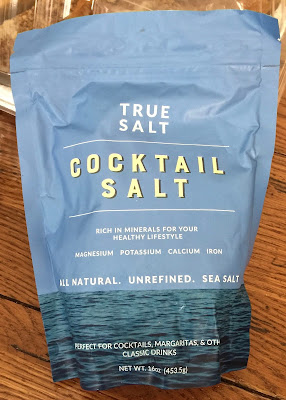 TRUE
SALT
COCKTAIL
SALT
RICH IN MINERALS FOR YOUR
HEALTHY LIFESTYLE
MAGNESIUM POTASSIUM CALCIUM IRON
ALL NATURAL. UNREFINED. SEA SALT
PERFECT FOR COCKTAILS, MARGARITAS, & OTH
CLASSIC DRINKS
NET WT. 16oz (453.5g)